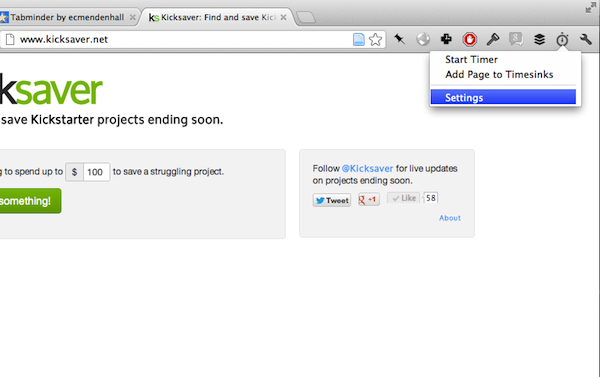 Tabminder by ecmendenhall
ks Kicksaver: Find and save Kick
www.kicksaver.net
Start Timer
Add Page to Timesinks
Settings
ksaver
save Kickstarter projects ending soon.
g to spend up to $ 100 to save a struggling project.
something!
Follow @Kicksaver for live updates
on projects ending soon.
Tweet
g +1
Like
58
About